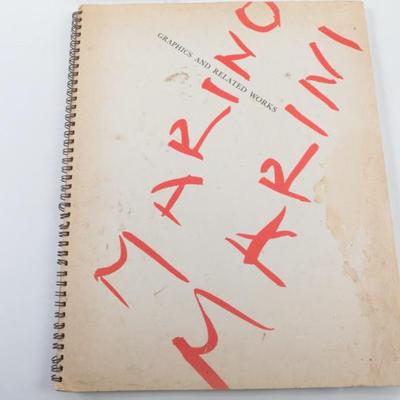 GRAPHICS AND RELATED WORKS
MARINO
MARINI